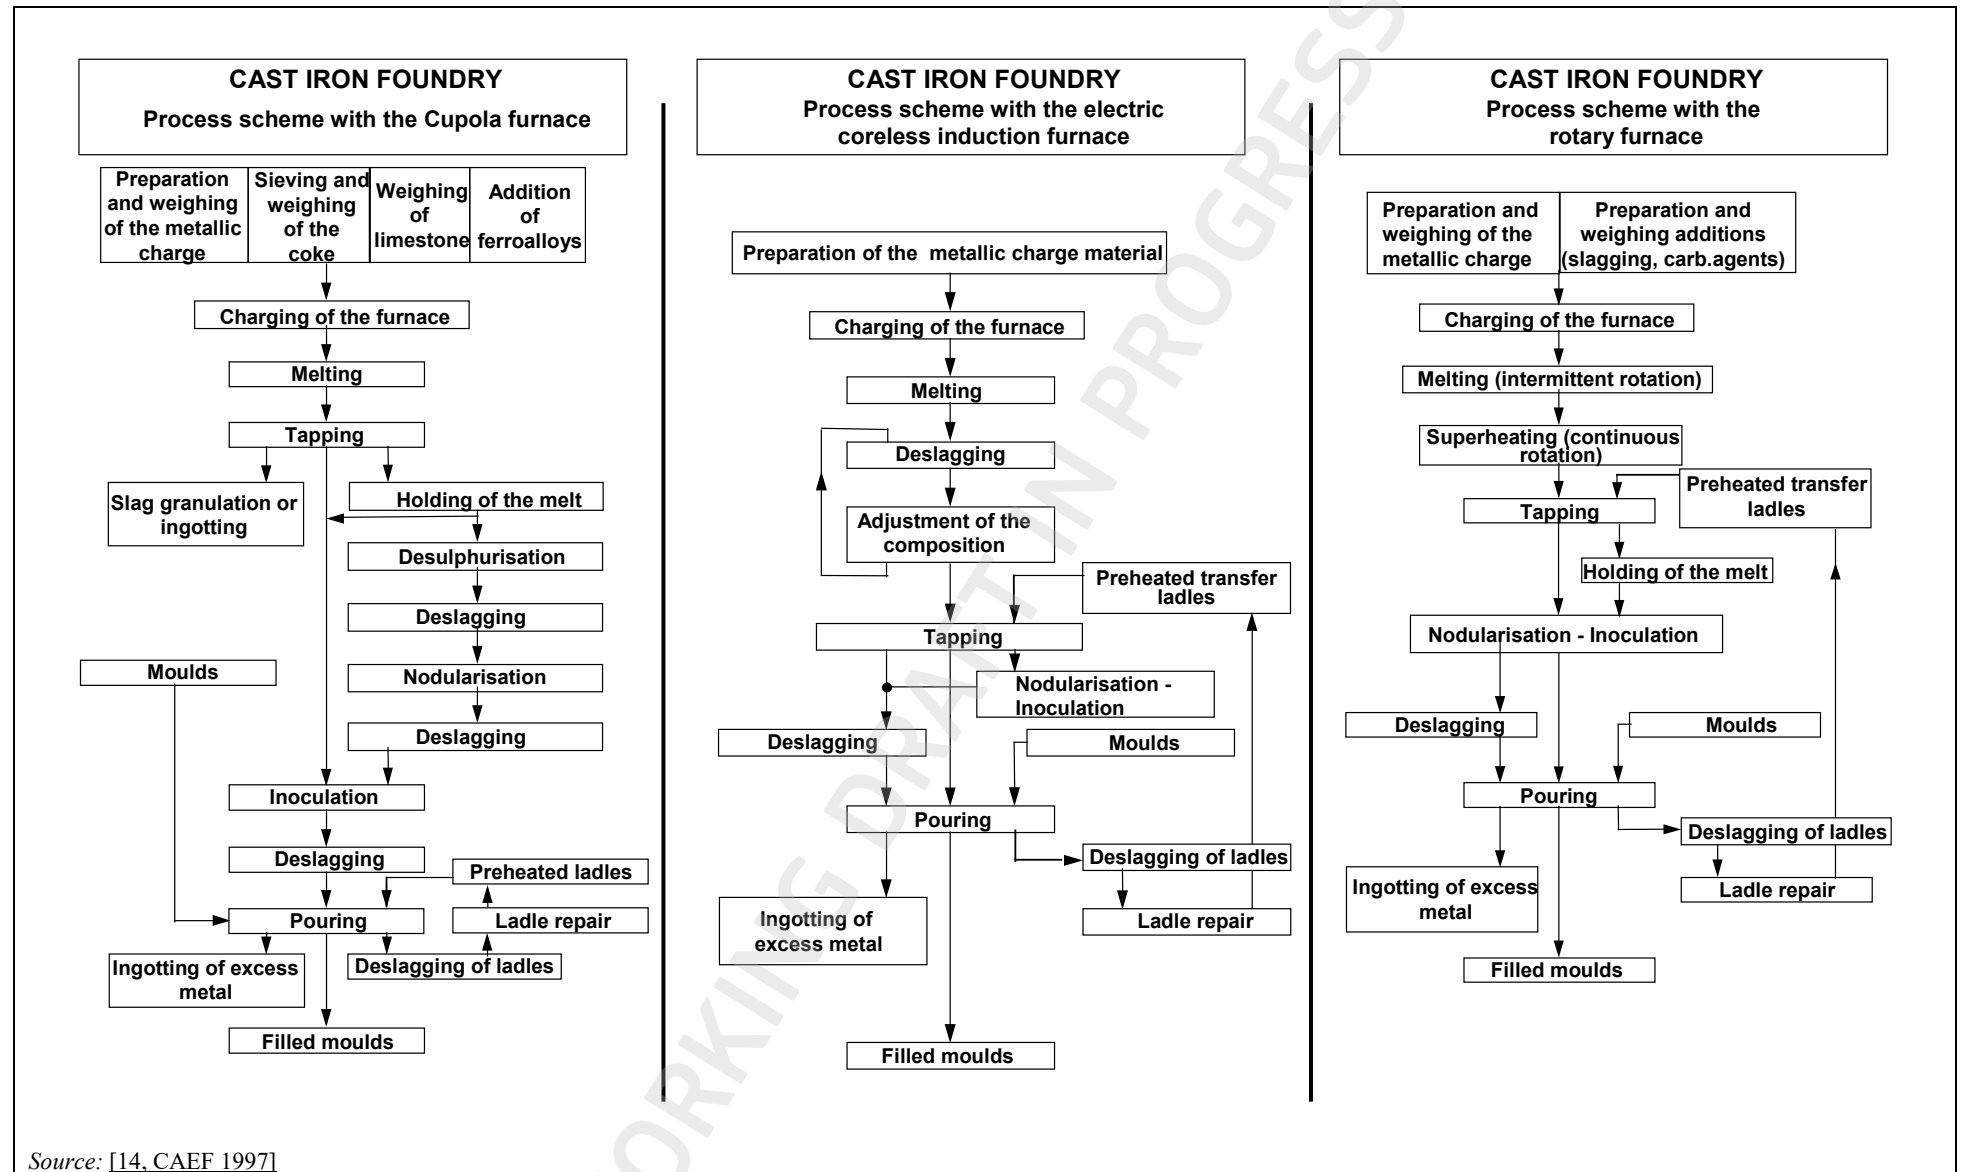 CAST IRON FOUNDRY
Process scheme with the Cupola furnace
Preparation
and weighing
of the metallic
charge
Sieving and
weighing
of the
coke
Weighing
of
limestone
Addition
of
ferroalloys
Charging of the furnace
Melting
Tapping
Slag granulation or
ingotting
Holding of the melt
Desulphurisation
Deslagging
Nodularisation
Deslagging
Moulds
Inoculation
Deslagging
Preheated ladles
Pouring
Ladle repair
Ingotting of excess
metal
Deslagging of ladles
Filled moulds
CAST IRON FOUNDRY
Process scheme with the electric
coreless induction furnace
Preparation of the metallic charge material
Charging of the furnace
Melting
Deslagging
Adjustment of the
composition
Preheated transfer
ladles
Tapping
Nodularisation -
Inoculation
Deslagging
Moulds
Pouring
Deslagging of ladles
Ingotting of
excess metal
Ladle repair
Filled moulds
CAST IRON FOUNDRY
Process scheme with the
rotary furnace
Preparation and
weighing of the
metallic charge
Preparation and
weighing additions
(slagging, carb.agents)
Charging of the furnace
Melting (intermittent rotation)
Superheating (continuous
rotation)
Preheated transfer
ladles
Tapping
Holding of the melt
Nodularisation - Inoculation
Deslagging
Moulds
Pouring
Deslagging of ladles
Ingotting of excess
metal
Ladle repair
Filled moulds
Source: [14, CAEF 1997]
ORKING DRAFT IN PROGRESS